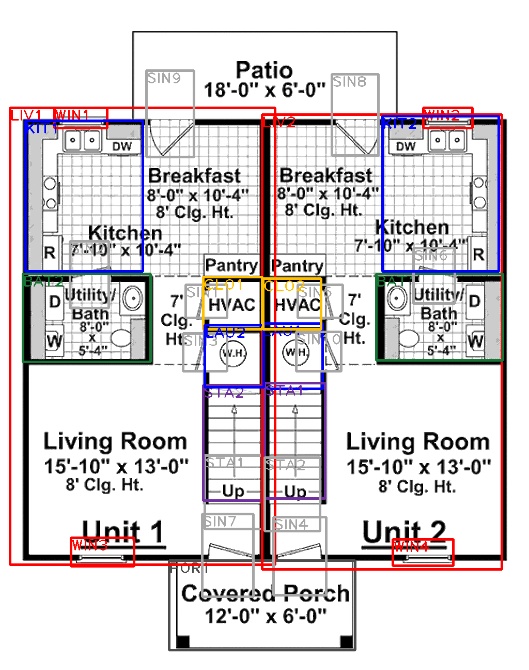 SIN9
Patio
SIN8
18'-0" x 6'-0"
LIV1
WIN1
WIN2
KIT1
KIT2
DW
DW
Breakfast
Breakfast
8'-0" x 10'-4"
8'-0" x 10'-4"
8' Clg. Ht.
8' Clg. Ht.
Kitchen
Kitchen
7'-10" x 10'-4"
7'-10" x 10'-4"
R
R
SIN6
Pantry
Pantry
BAT2
BAT1
CLO1
CLO2
D
Utility/
Bath
8'-0"
x
5'-4"
W
7'
Clg.
Ht.
HVAC
HVAC
7'
Clg.
Ht.
Utility/
Bath
8'-0"
x
5'-4"
D
W
LAU2
W.H.
W.H.
STA2
STA1
Living Room
Living Room
15'-10" x 13'-0"
15'-10" x 13'-0"
8' Clg. Ht.
8' Clg. Ht.
STA1
STA2
Up
Up
Unit 1
Unit 2
SIN7
SIN4
WIN3
WIN4
POR1
Covered Porch
12'-0" x 6'-0"